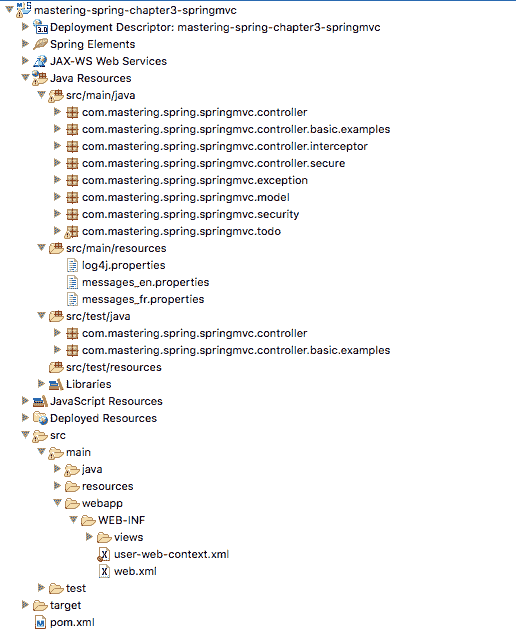 mastering-spring-chapter3-springmvc
Deployment Descriptor: mastering-spring-chapter3-springmvc
Spring Elements
JAX-WS Web Services
Java Resources
src/main/java
com.mastering.spring.springmvc.controller
com.mastering.spring.springmvc.controller.basic.examples
com.mastering.spring.springmvc.controller.interceptor
com.mastering.spring.springmvc.controller.secure
com.mastering.spring.springmvc.exception
com.mastering.spring.springmvc.model
com.mastering.spring.springmvc.security
com.mastering.spring.springmvc.todo
src/main/resources
log4j.properties
messages_en.properties
messages_fr.properties
src/test/java
com.mastering.spring.springmvc.controller
com.mastering.spring.springmvc.controller.basic.examples
src/test/resources
Libraries
JavaScript Resources
Deployed Resources
src
main
java
resources
webapp
WEB-INF
views
user-web-context.xml
web.xml
test
target
pom.xml